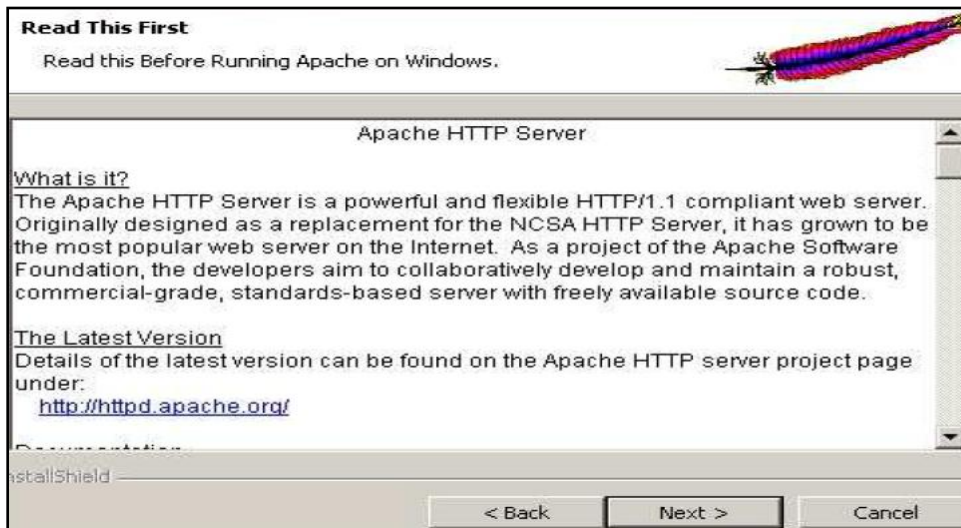 Read This First
Read this Before Running Apache on Windows.
Apache HTTP Server
What is it?
The Apache HTTP Server is a powerful and flexible HTTP/1.1 compliant web server.
Originally designed as a replacement for the NCSA HTTP Server, it has grown to be
the most popular web server on the Internet.  As a project of the Apache Software
Foundation, the developers aim to collaboratively develop and maintain a robust,
commercial-grade, standards-based server with freely available source code.
The Latest Version
Details of the latest version can be found on the Apache HTTP server project page
under:
http://httpd.apache.org/
Documentation
nstallShield
< Back
Next >
Cancel